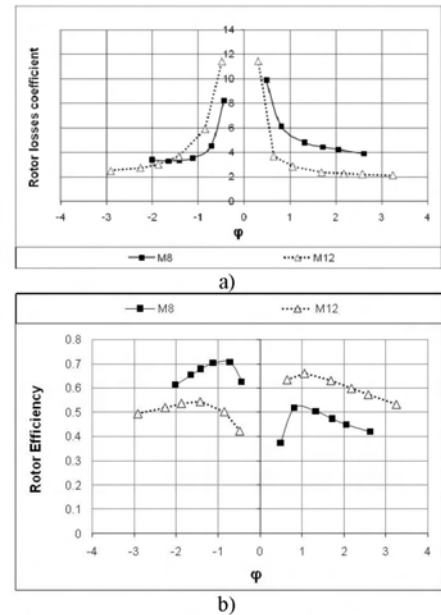 14
12
10
8
6
4
2
0
Rotor losses coefficient
-4 -3 -2 -1 0 1 2 3 4
φ
M8 M12
a)
M8 M12
0.8
0.7
0.6
0.5
0.4
0.3
0.2
0.1
0
Rotor Efficiency
-4 -3 -2 -1 0 1 2 3 4
φ
b)